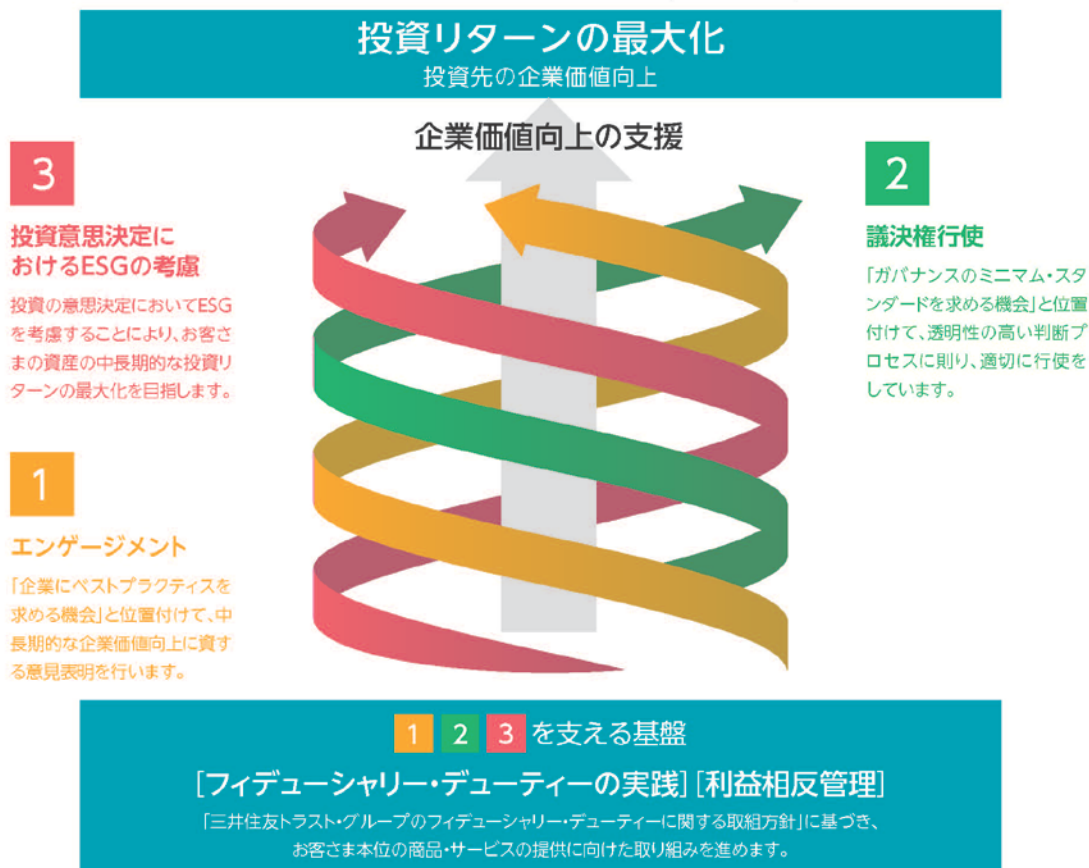 投資リターンの最大化
投資先の企業価値向上
企業価値向上の支援
3
投資意思決定に
おけるESGの考慮
投資の意思決定においてESG
を考慮することにより、お客さ
まの資産の中長期的な投資リ
ターンの最大化を目指します。
2
議決権行使
「ガバナンスのミニマム・スタ
ンダードを求める機会」と位置
付けて、透明性の高い判断プ
ロセスに則り、適切に行使を
しています。
1
エンゲージメント
「企業にベストプラクティスを
求める機会」と位置付けて、中
長期的な企業価値向上に資す
る意見表明を行います。
1 2 3 を支える基盤
[フィデューシャリー・デューティーの実践] [利益相反管理]
「三井住友トラスト・グループのフィデューシャリー・デューティーに関する取組方針」に基づき、
お客さま本位の商品・サービスの提供に向けた取り組みを進めます。